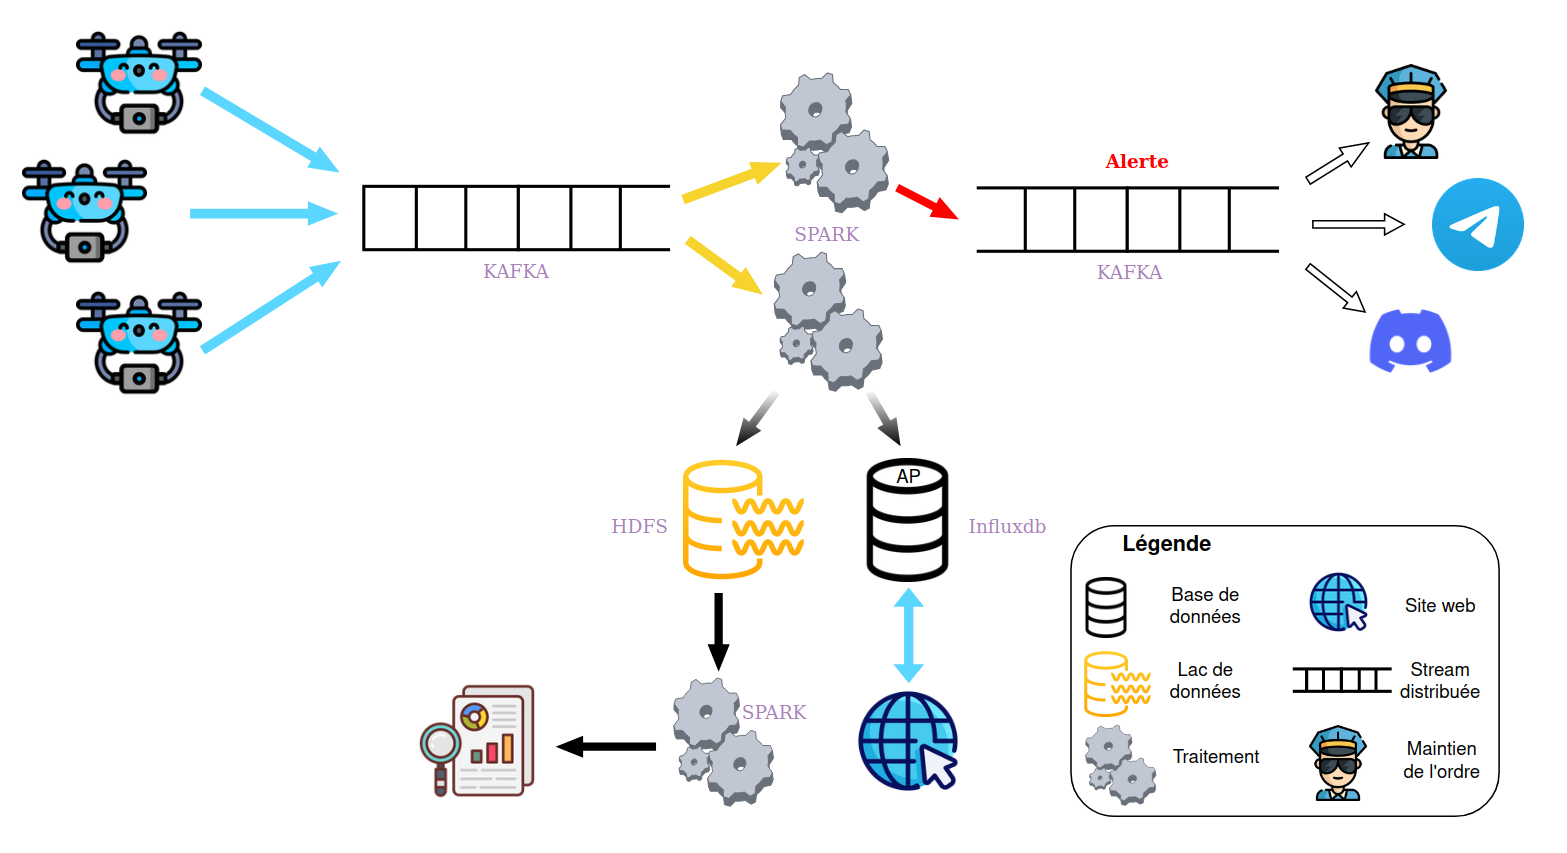 Alerte
SPARK
KAFKA
KAFKA
AP
HDFS
Influxdb
SPARK
Légende
Base de
données
Site web
Lac de
données
Stream
distribuée
Traitement
Maintien
de l'ordre